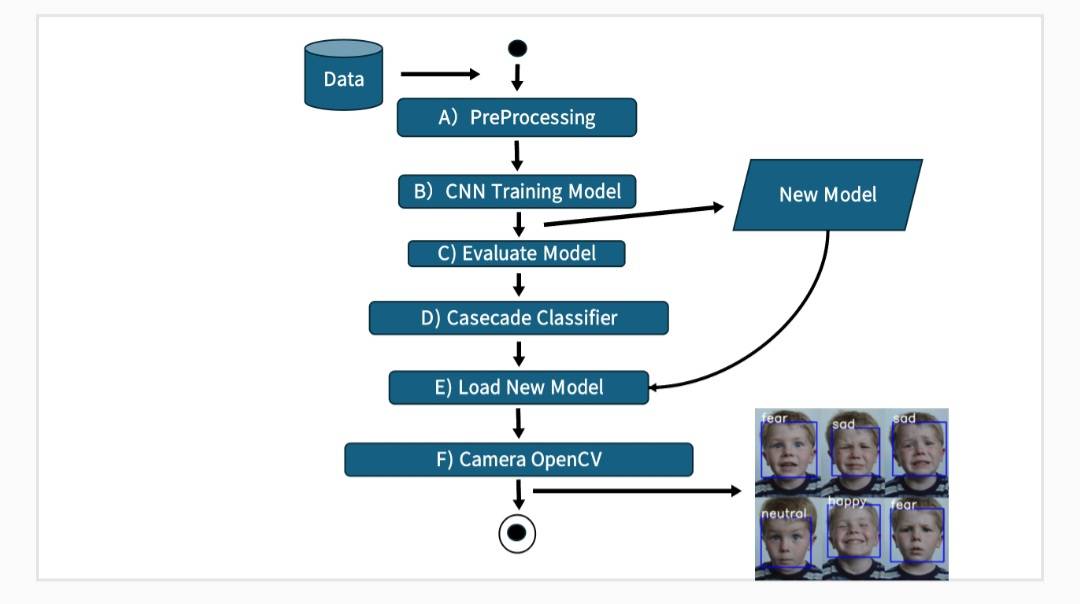 Data
A) PreProcessing
B) CNN Training Model
New Model
C) Evaluate Model
D) Casecade Classifier
E) Load New Model
F) Camera OpenCV
fear
sad
sad
neutral
happy
fear